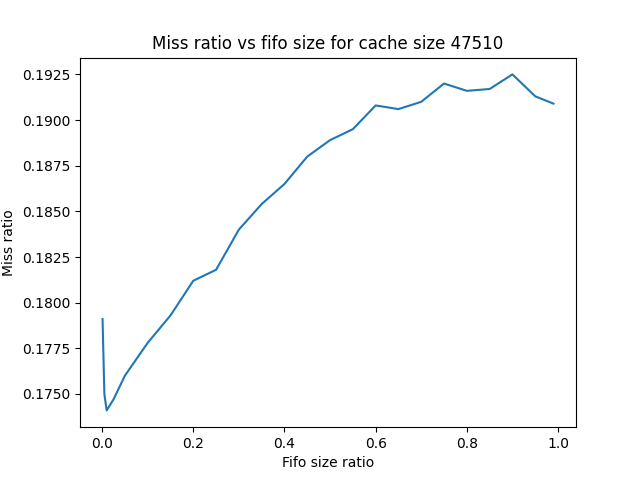 Miss ratio vs fifo size for cache size 47510
0.1925
0.1900
0.1875
0.1850
0.1825
0.1800
0.1775
0.1750
Miss ratio
0.0 0.2 0.4 0.6 0.8 1.0
Fifo size ratio